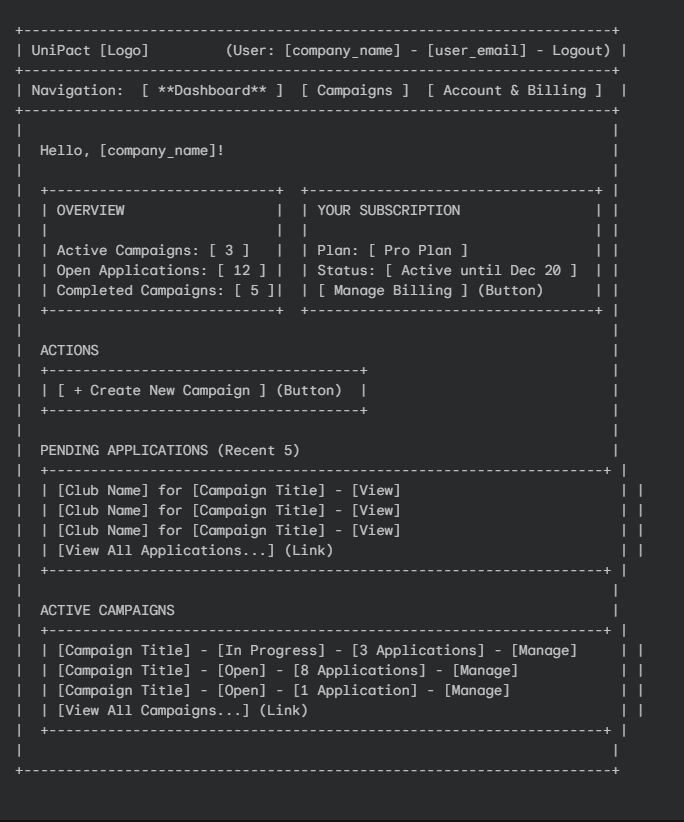 +----------------------------------------------------------------------+
| UniPact [Logo]         (User: [company_name] - [user_email] - Logout) |
+----------------------------------------------------------------------+
| Navigation:  [ **Dashboard** ]  [ Campaigns ]  [ Account & Billing ]  |
+----------------------------------------------------------------------+
|                                                                      |
|  Hello, [company_name]!                                              |
|                                                                      |
|  +---------------------------+  +----------------------------------+ |
|  | OVERVIEW                  |  | YOUR SUBSCRIPTION                | |
|  |                           |  |                                  | |
|  | Active Campaigns: [ 3 ]   |  | Plan: [ Pro Plan ]               | |
|  | Open Applications: [ 12 ] |  | Status: [ Active until Dec 20 ]  | |
|  | Completed Campaigns: [ 5 ]|  | [ Manage Billing ] (Button)      | |
|  +---------------------------+  +----------------------------------+ |
|                                                                      |
|  ACTIONS                                                             |
|  +-------------------------------------+                             |
|  | [ + Create New Campaign ] (Button)  |                             |
|  +-------------------------------------+                             |
|                                                                      |
|  PENDING APPLICATIONS (Recent 5)                                     |
|  +------------------------------------------------------------------+ |
|  | [Club Name] for [Campaign Title] - [View]                          | |
|  | [Club Name] for [Campaign Title] - [View]                          | |
|  | [Club Name] for [Campaign Title] - [View]                          | |
|  | [View All Applications...] (Link)                                  | |
|  +------------------------------------------------------------------+ |
|                                                                      |
|  ACTIVE CAMPAIGNS                                                    |
|  +------------------------------------------------------------------+ |
|  | [Campaign Title] - [In Progress] - [3 Applications] - [Manage]     | |
|  | [Campaign Title] - [Open] - [8 Applications] - [Manage]            | |
|  | [Campaign Title] - [Open] - [1 Application] - [Manage]             | |
|  | [View All Campaigns...] (Link)                                     | |
|  +------------------------------------------------------------------+ |
|                                                                      |
+----------------------------------------------------------------------+